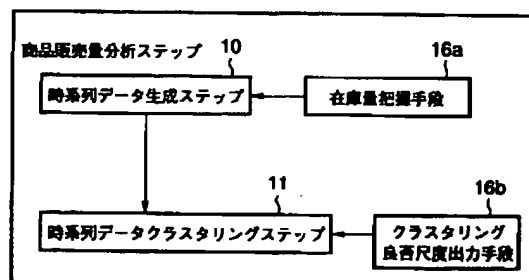 商品販売量分析ステップ
10
16a
時系列データ生成ステップ
在庫量把握手段
11
16b
時系列データクラスタリングステップ
クラスタリング
良否尺度出力手段